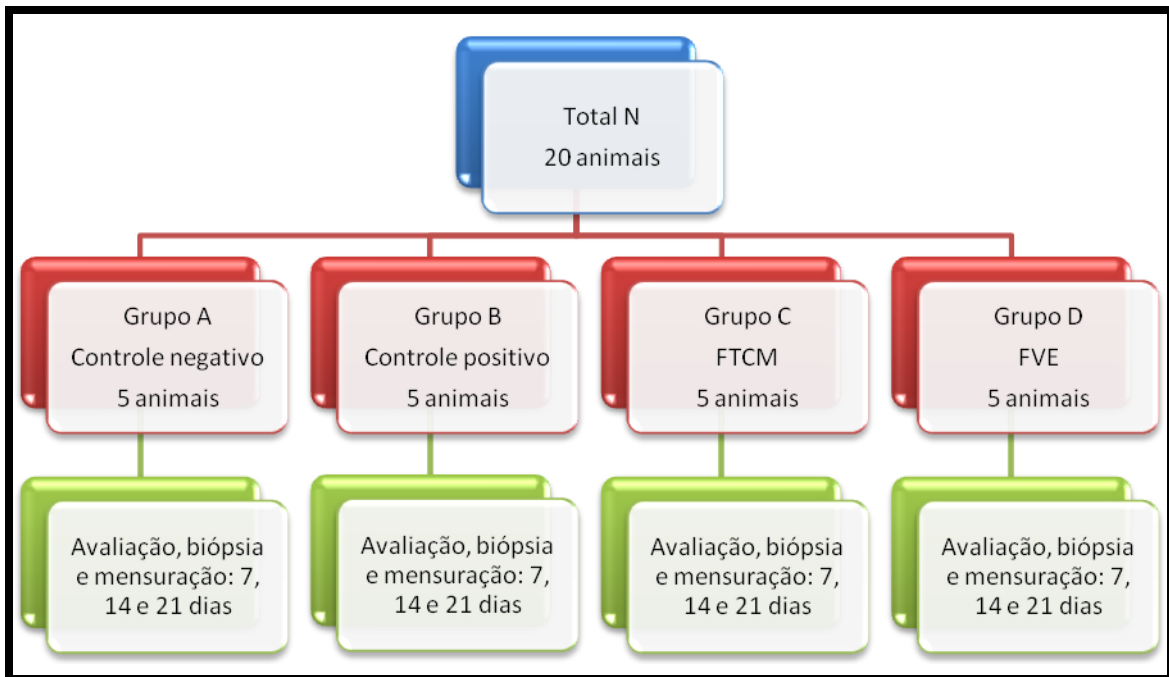 Total N
20 animais
Grupo A
Controle negativo
5 animais
Grupo B
Controle positivo
5 animais
Grupo C
FTCM
5 animais
Grupo D
FVE
5 animais
Avaliação, biópsia
e mensuração: 7,
14 e 21 dias
Avaliação, biópsia
e mensuração: 7,
14 e 21 dias
Avaliação, biópsia
e mensuração: 7,
14 e 21 dias
Avaliação, biópsia
e mensuração: 7,
14 e 21 dias